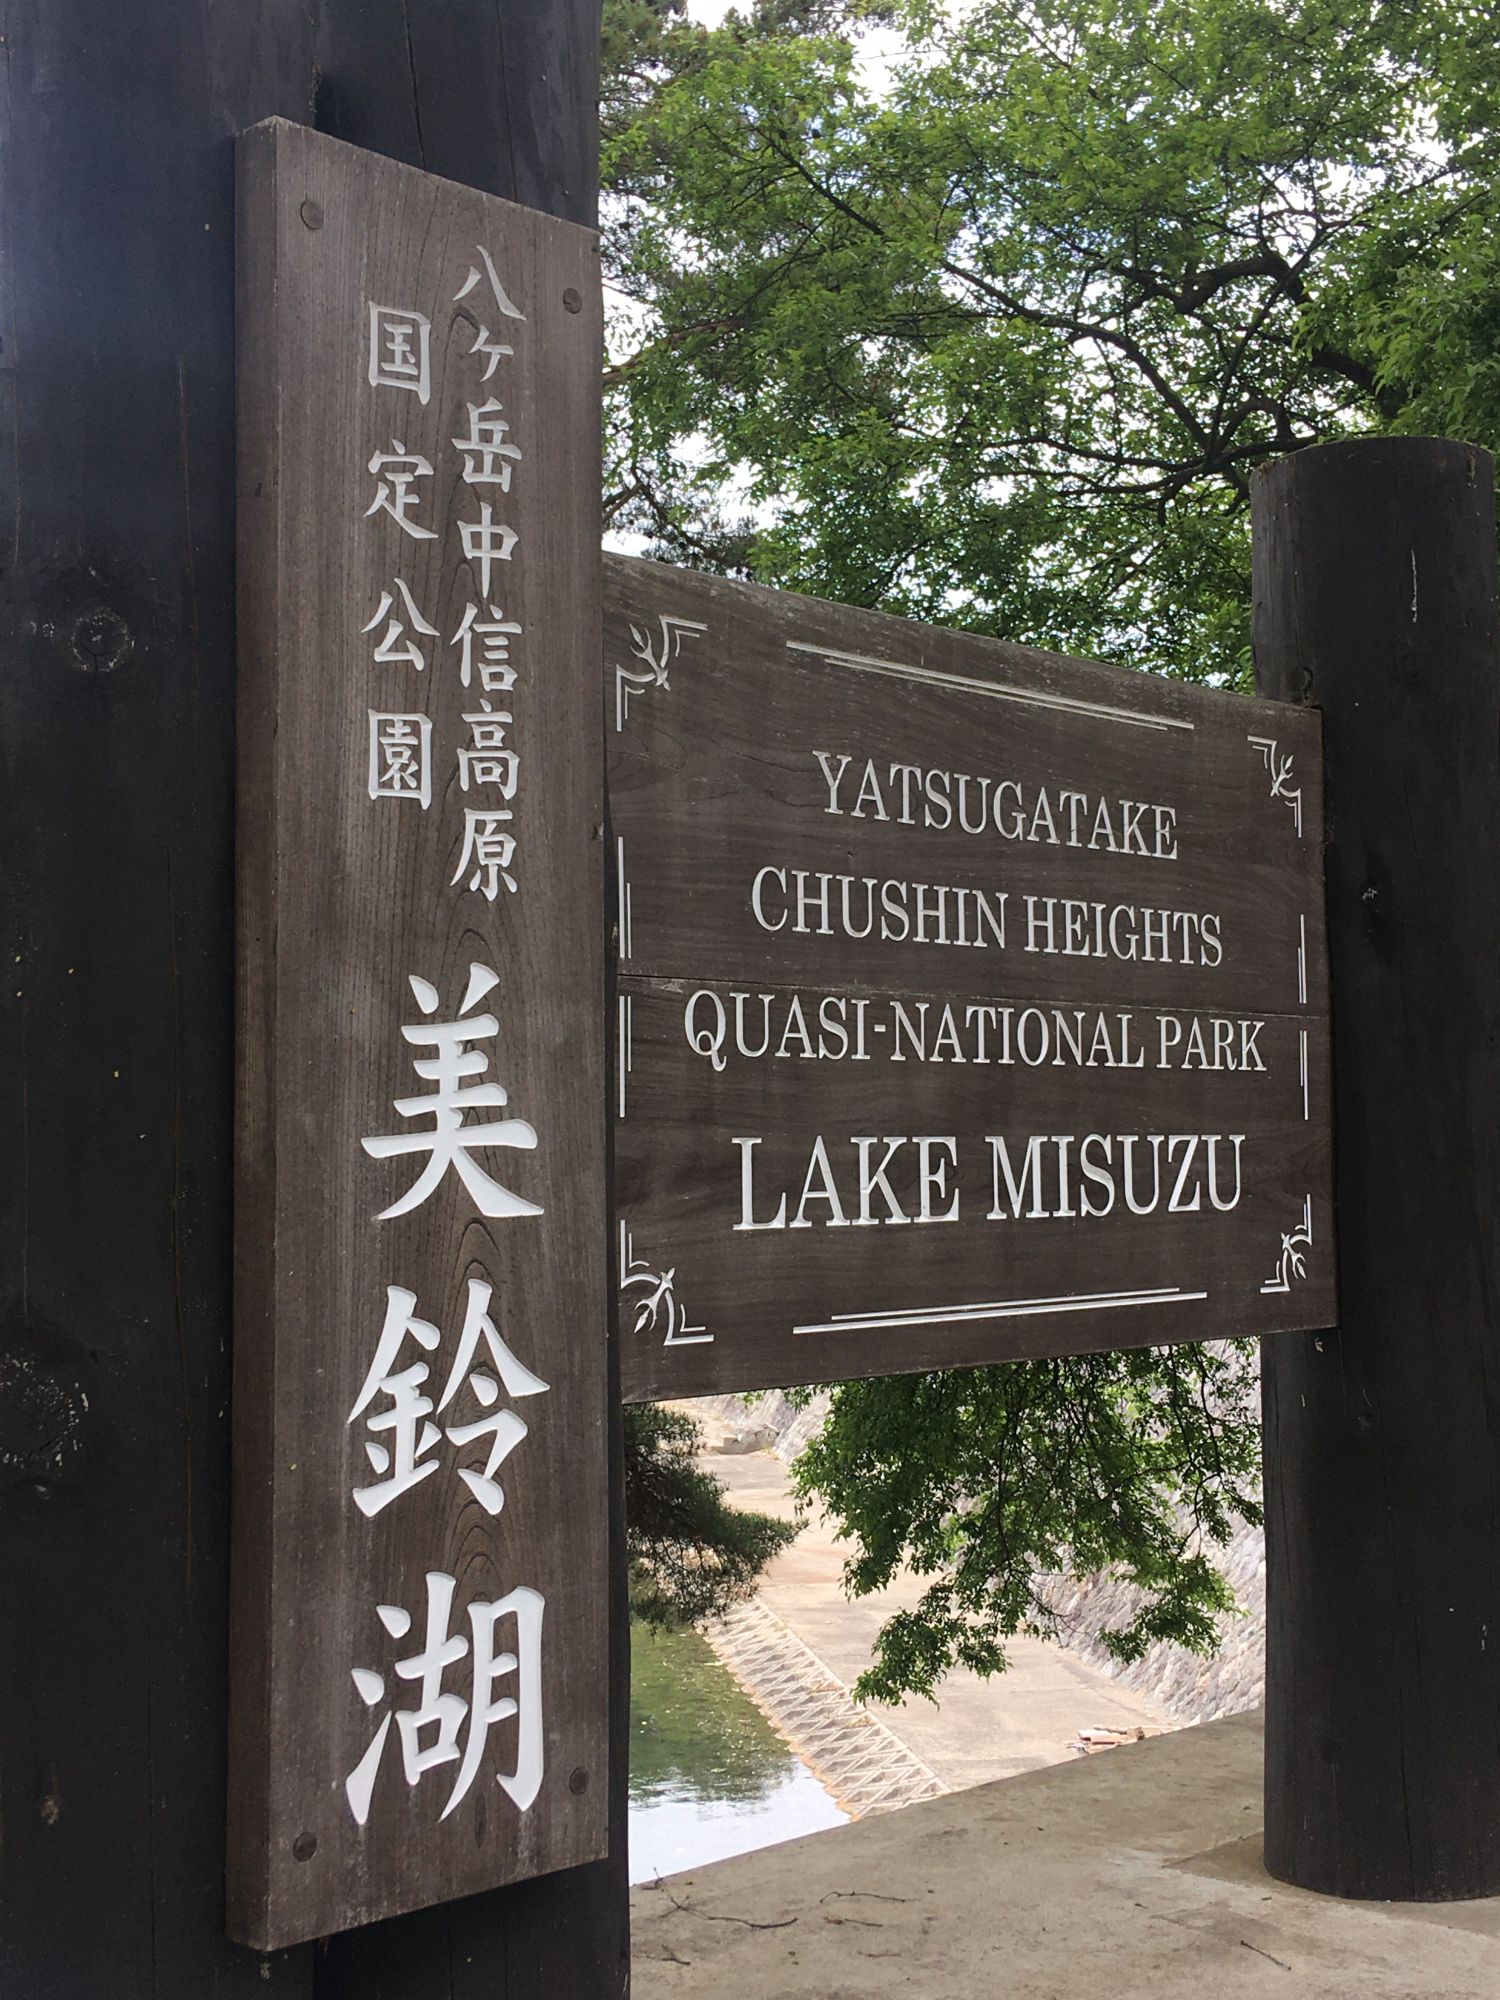 八ヶ岳中信高原
国定公園
美鈴湖
YATSUGATAKE
CHUSHIN HEIGHTS
QUASI-NATIONAL PARK
LAKE MISUZU